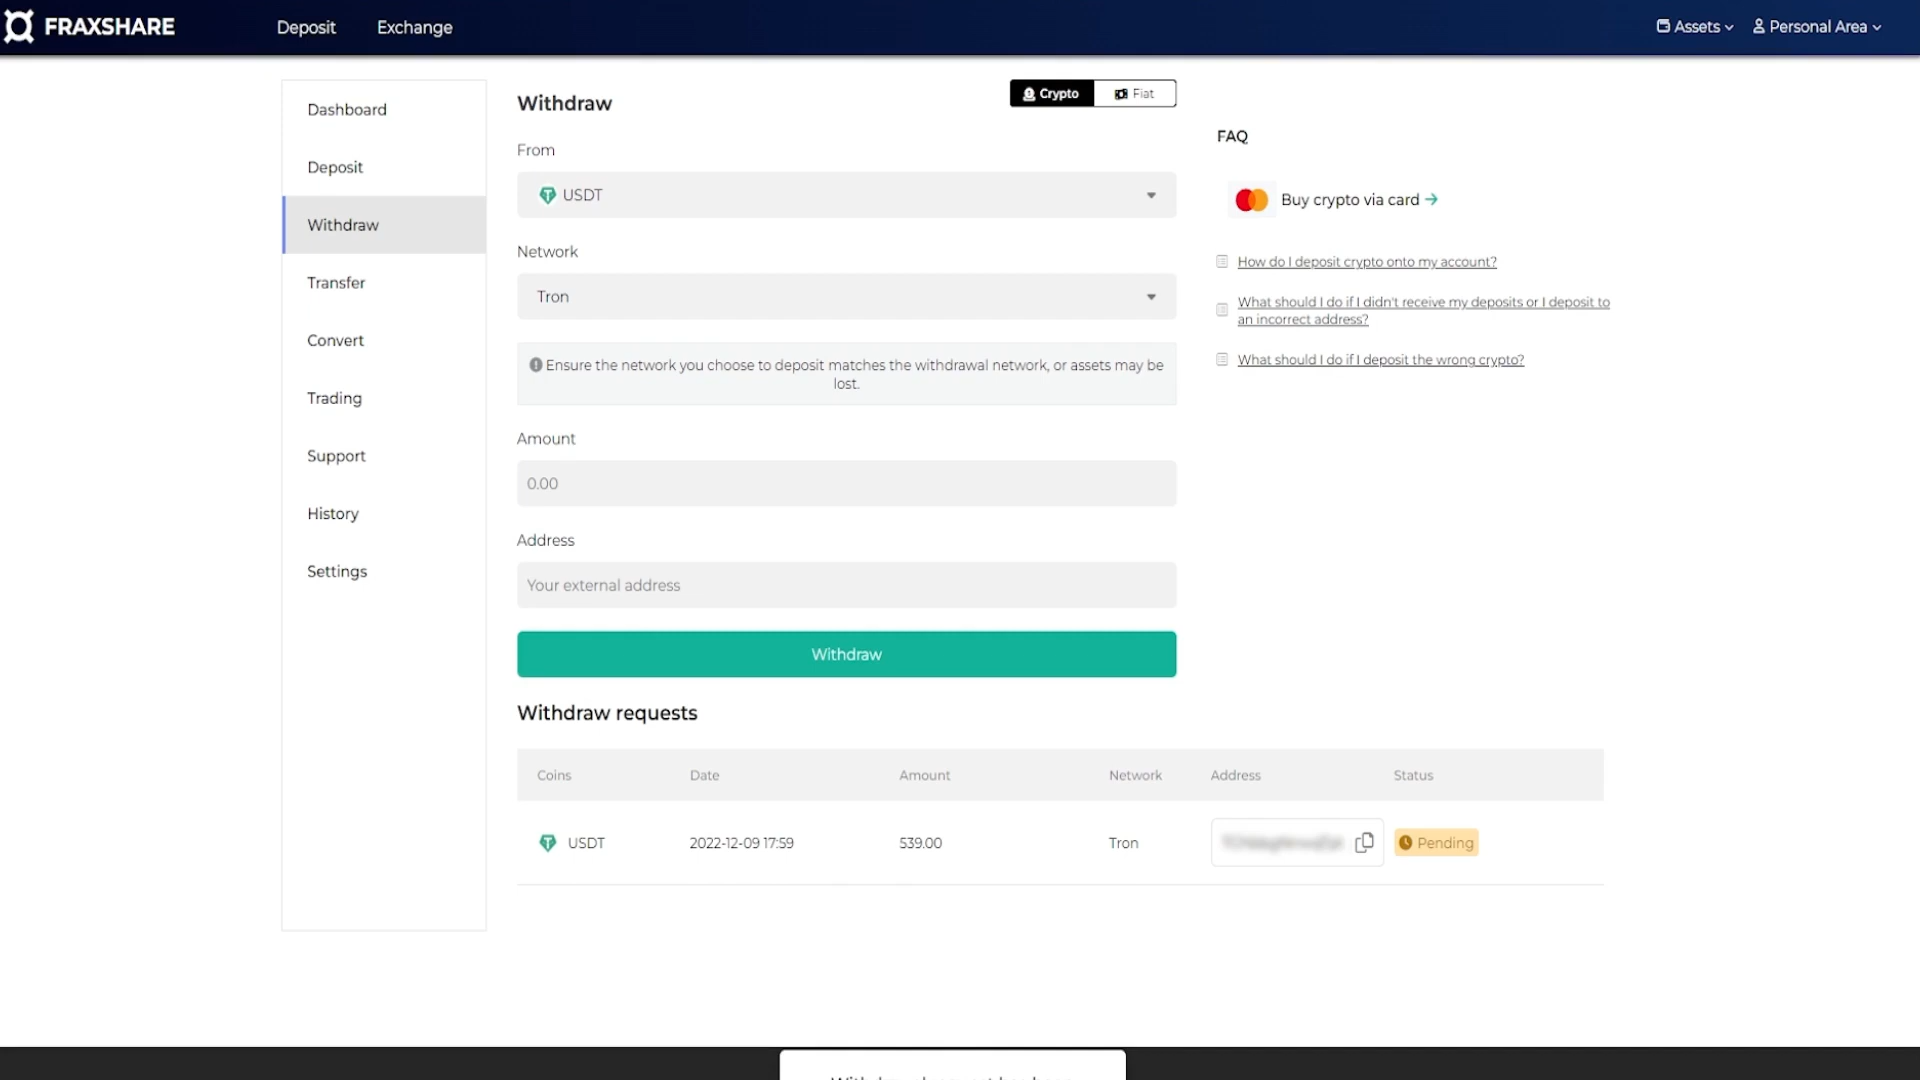 FRAXSHARE
Deposit
Exchange
Assets
Personal Area
Dashboard
Deposit
Withdraw
Transfer
Convert
Trading
Support
History
Settings
Withdraw
Crypto
Fiat
From
USDT
Network
Tron
Ensure the network you choose to deposit matches the withdrawal network, or assets may be
lost.
Amount
0.00
Address
Your external address
Withdraw
FAQ
Buy crypto via card
How do I deposit crypto onto my account?
What should I do if I didn't receive my deposits or I deposit to
an incorrect address?
What should I do if I deposit the wrong crypto?
Withdraw requests
Coins Date Amount Network Address Status
USDT 2022-12-09 17:59 539.00 Tron Pending